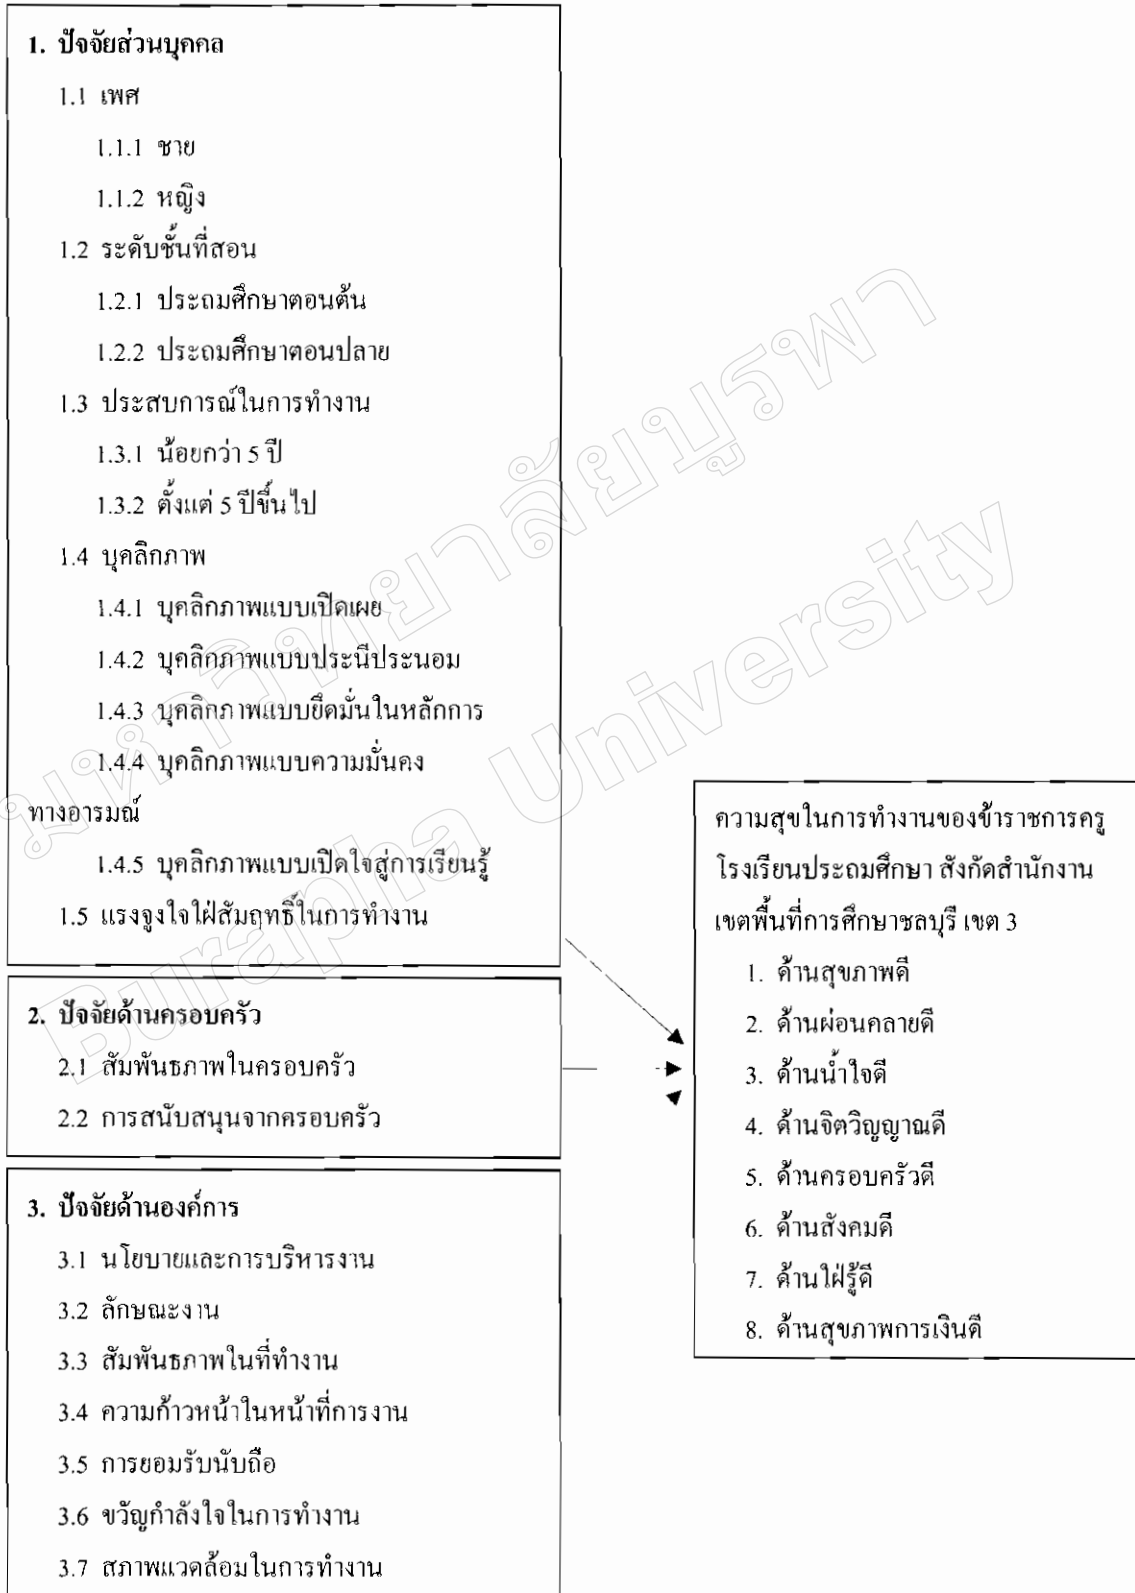 1. ปัจจัยส่วนบุคคล
1.1 เพศ
1.1.1 ชาย
1.1.2 หญิง
1.2 ระดับชั้นที่สอน
1.2.1 ประถมศึกษาตอนต้น
1.2.2 ประถมศึกษาตอนปลาย
1.3 ประสบการณ์ในการทำงาน
1.3.1 น้อยกว่า 5 ปี
1.3.2 ตั้งแต่ 5 ปีขึ้นไป
1.4 บุคลิกภาพ
1.4.1 บุคลิกภาพแบบเปิดเผย
1.4.2 บุคลิกภาพแบบประนีประนอม
1.4.3 บุคลิกภาพแบบยึดมั่นในหลักการ
1.4.4 บุคลิกภาพแบบความมั่นคง
ทางอารมณ์
1.4.5 บุคลิกภาพแบบเปิดใจสู่การเรียนรู้
1.5 แรงจูงใจใฝ่สัมฤทธิ์ในการทำงาน
2. ปัจจัยด้านครอบครัว
2.1 สัมพันธภาพในครอบครัว
2.2 การสนับสนุนจากครอบครัว
3. ปัจจัยด้านองค์การ
3.1 นโยบายและการบริหารงาน
3.2 ลักษณะงาน
3.3 สัมพันธภาพในที่ทำงาน
3.4 ความก้าวหน้าในหน้าที่การงาน
3.5 การยอมรับนับถือ
3.6 ขวัญกำลังใจในการทำงาน
3.7 สภาพแวดล้อมในการทำงาน
ความสุขในการทำงานของข้าราชการครู
โรงเรียนประถมศึกษา สังกัดสำนักงาน
เขตพื้นที่การศึกษาชลบุรี เขต 3
1. ด้านสุขภาพดี
2. ด้านผ่อนคลายดี
3. ด้านน้ำใจดี
4. ด้านจิตวิญญาณดี
5. ด้านครอบครัวดี
6. ด้านสังคมดี
7. ด้านใฝ่รู้ดี
8. ด้านสุขภาพการเงินดี
มหาวิทยาลัยบูรพา
Burapha University